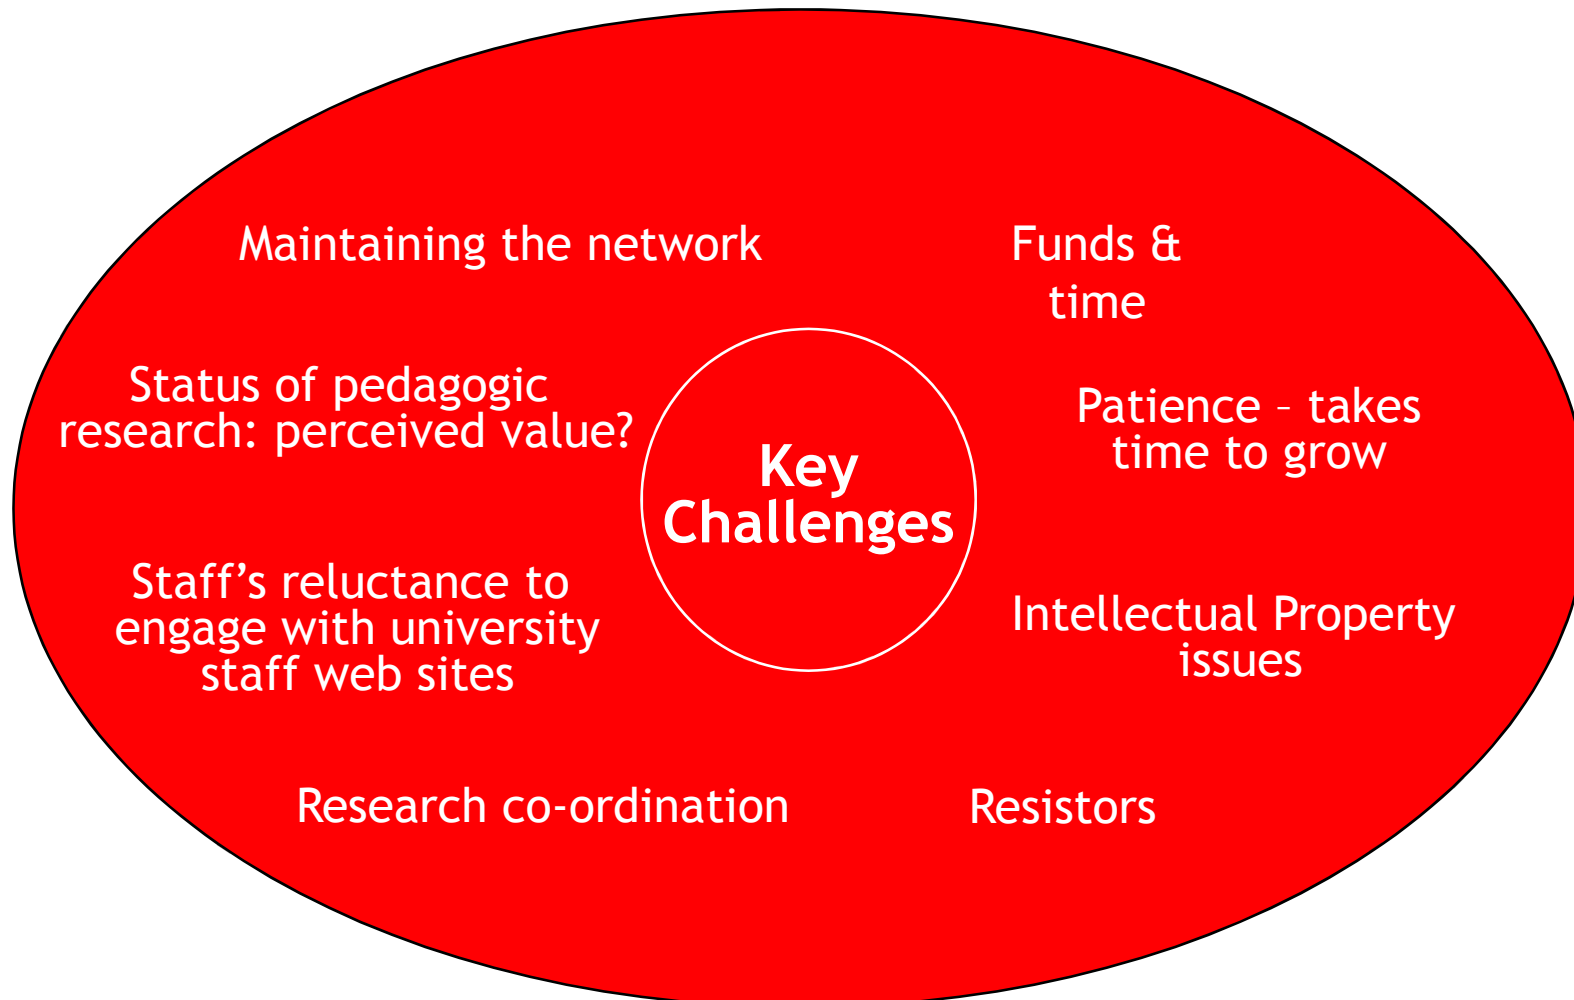 Maintaining the network
Funds &
time
Status of pedagogic
research: perceived value?
Patience – takes
time to grow
Key
Challenges
Staff’s reluctance to
engage with university
staff web sites
Intellectual Property
issues
Research co-ordination
Resistors